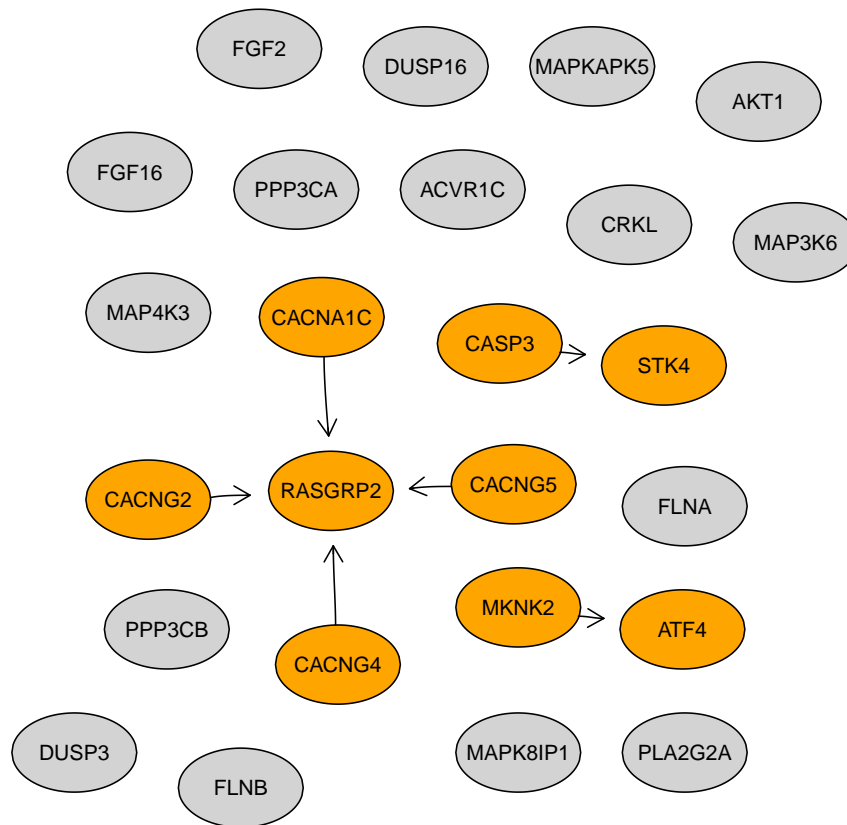 FGF2
DUSP16
MAPKAPK5
AKT1
FGF16
PPP3CA
ACVR1C
CRKL
MAP3K6
MAP4K3
CACNA1C
CASP3
STK4
CACNG2
RASGRP2
CACNG5
FLNA
PPP3CB
CACNG4
MKNK2
ATF4
DUSP3
FLNB
MAPK8IP1
PLA2G2A